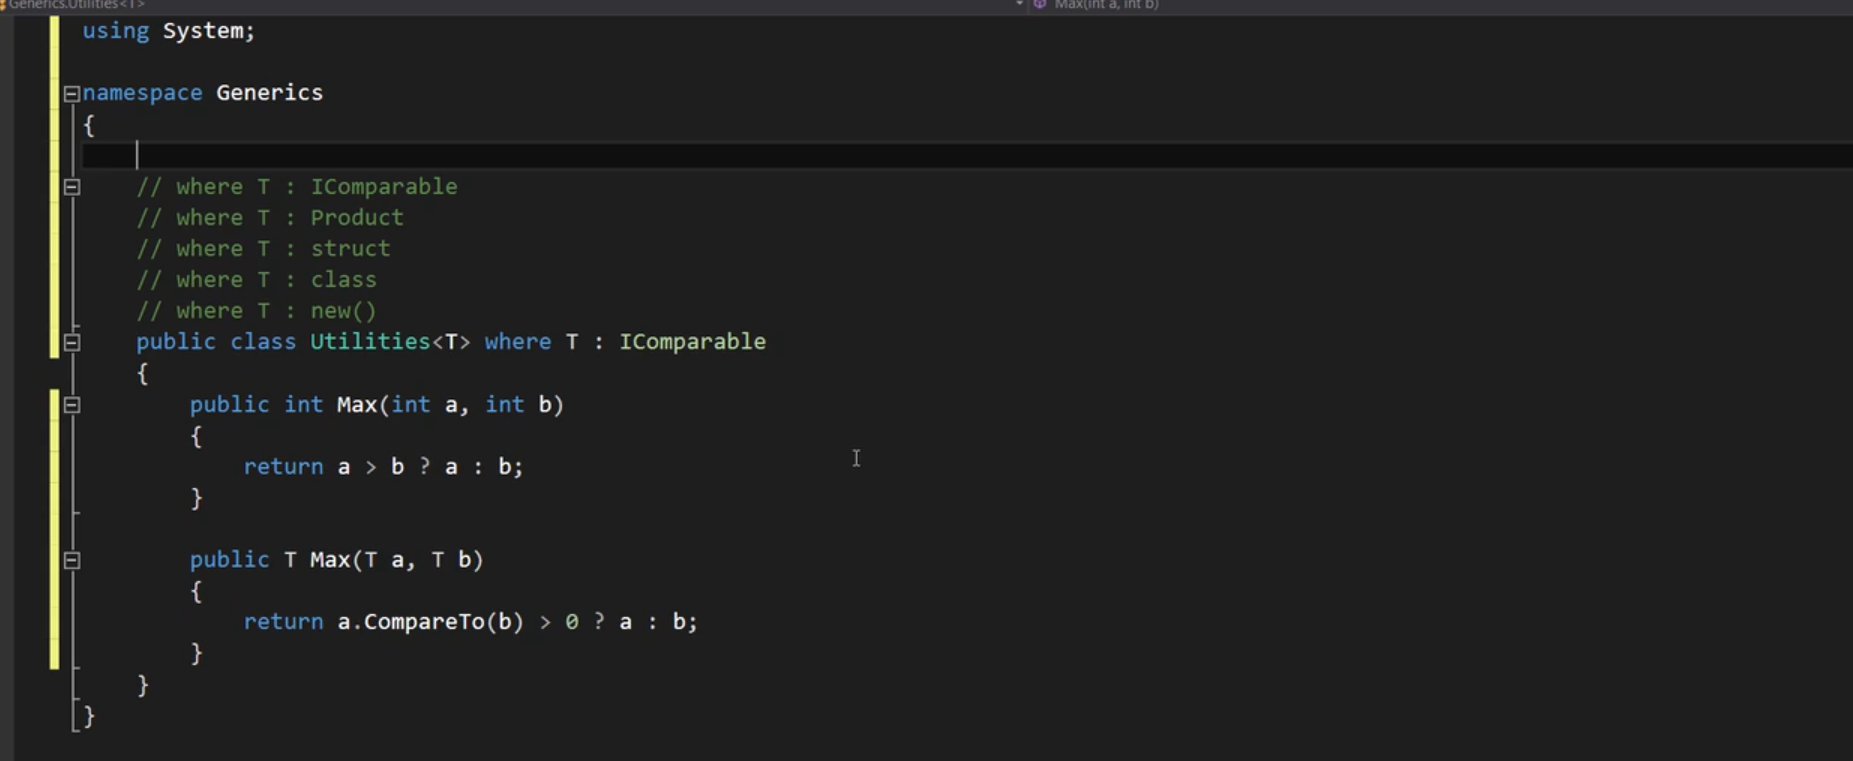 Generics.Utilities<T>
Max(int a, int b)
using System;
namespace Generics
{
// where T : IComparable
// where T : Product
// where T : struct
// where T : class
// where T : new()
public class Utilities<T> where T : IComparable
{
public int Max(int a, int b)
{
return a > b ? a : b;
}
public T Max(T a, T b)
{
return a.CompareTo(b) > 0 ? a : b;
}
}
}